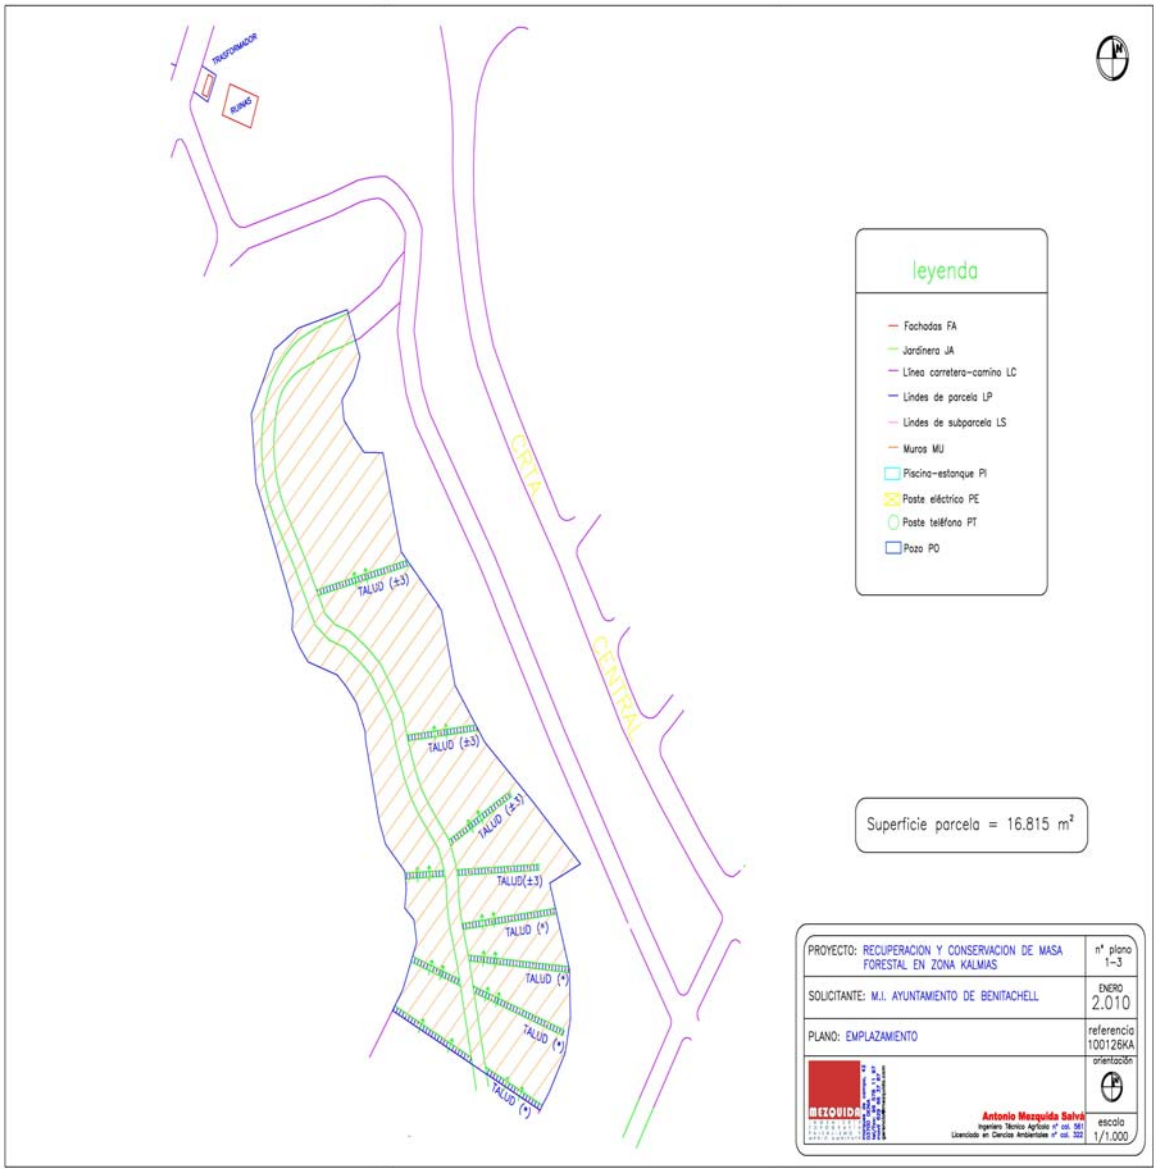 TRASFORMADOR
RUINAS
N
leyenda
Fachadas FA
Jardinera JA
Línea carretera-camino LC
Lindes de parcela LP
Lindes de subparcela LS
Muros MU
Piscina-estanque PI
Poste eléctrico PE
Poste teléfono PT
Pozo PO
CRTA
CENTRAL
TALUD (±3)
TALUD (±3)
TALUD (±3)
TALUD(±3)
TALUD (*)
TALUD (*)
TALUD (*)
TALUD (*)
Superficie parcela = 16.815 m²
PROYECTO: RECUPERACION Y CONSERVACION DE MASA
FORESTAL EN ZONA KALMIAS
nº plano
1-3
SOLICITANTE: M.I. AYUNTAMIENTO DE BENITACHELL
ENERO
2.010
PLANO: EMPLAZAMIENTO
referencia
100126KA
orientación
MEZQUIDA
Antonio Mezquida Salvá
Ingeniero Técnico Agrícola nº col. 581
Licenciado en Ciencias Ambientales nº col. 322
escala
1/1.000